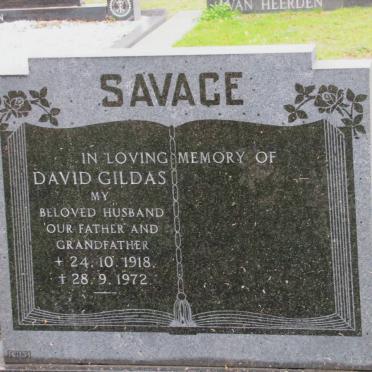 VAN HEERDEN
SAVAGE
IN LOVING MEMORY OF
DAVID GILDAS
MY
BELOVED HUSBAND
OUR FATHER AND
GRANDFATHER
+ 24. 10. 1918.
+ 28. 9. 1972